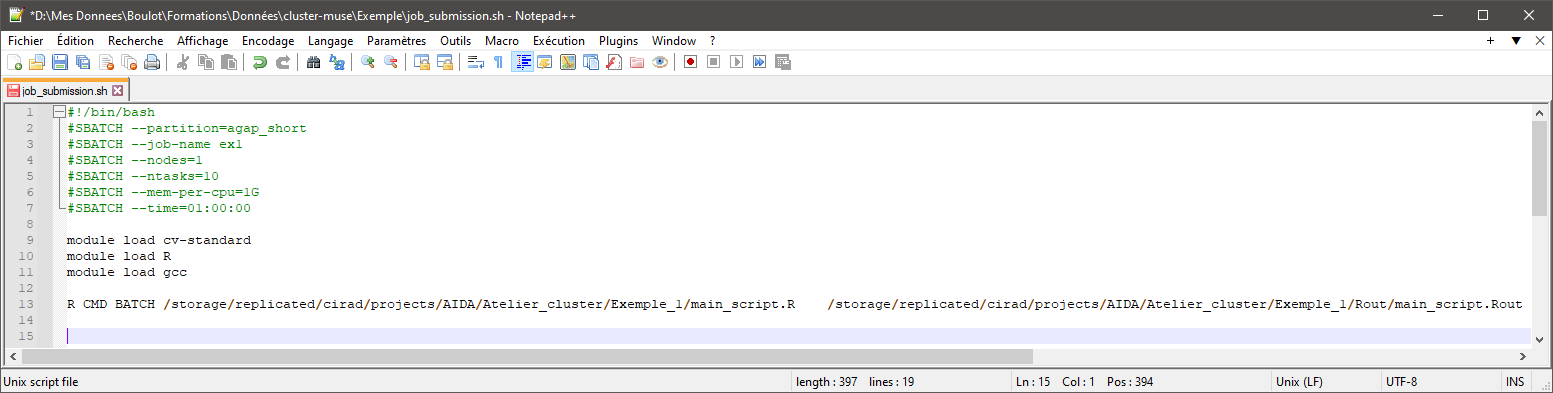 *D:\Mes Donnees\Boulot\Formations\Données\cluster-muse\Exemple\job_submission.sh - Notepad++
Fichier Édition Recherche Affichage Encodage Langage Paramètres Outils Macro Exécution Plugins Window ? + ▼ X
job_submission.sh
1 #!/bin/bash
2 #SBATCH --partition=agap_short
3 #SBATCH --job-name ex1
4 #SBATCH --nodes=1
5 #SBATCH --ntasks=10
6 #SBATCH --mem-per-cpu=1G
7 #SBATCH --time=01:00:00
8
9 module load cv-standard
10 module load R
11 module load gcc
12
13 R CMD BATCH /storage/replicated/cirad/projects/AIDA/Atelier_cluster/Exemple_1/main_script.R /storage/replicated/cirad/projects/AIDA/Atelier_cluster/Exemple_1/Rout/main_script.Rout
14
15
Unix script file length : 397 lines : 19 Ln : 15 Col : 1 Pos : 394 Unix (LF) UTF-8 INS